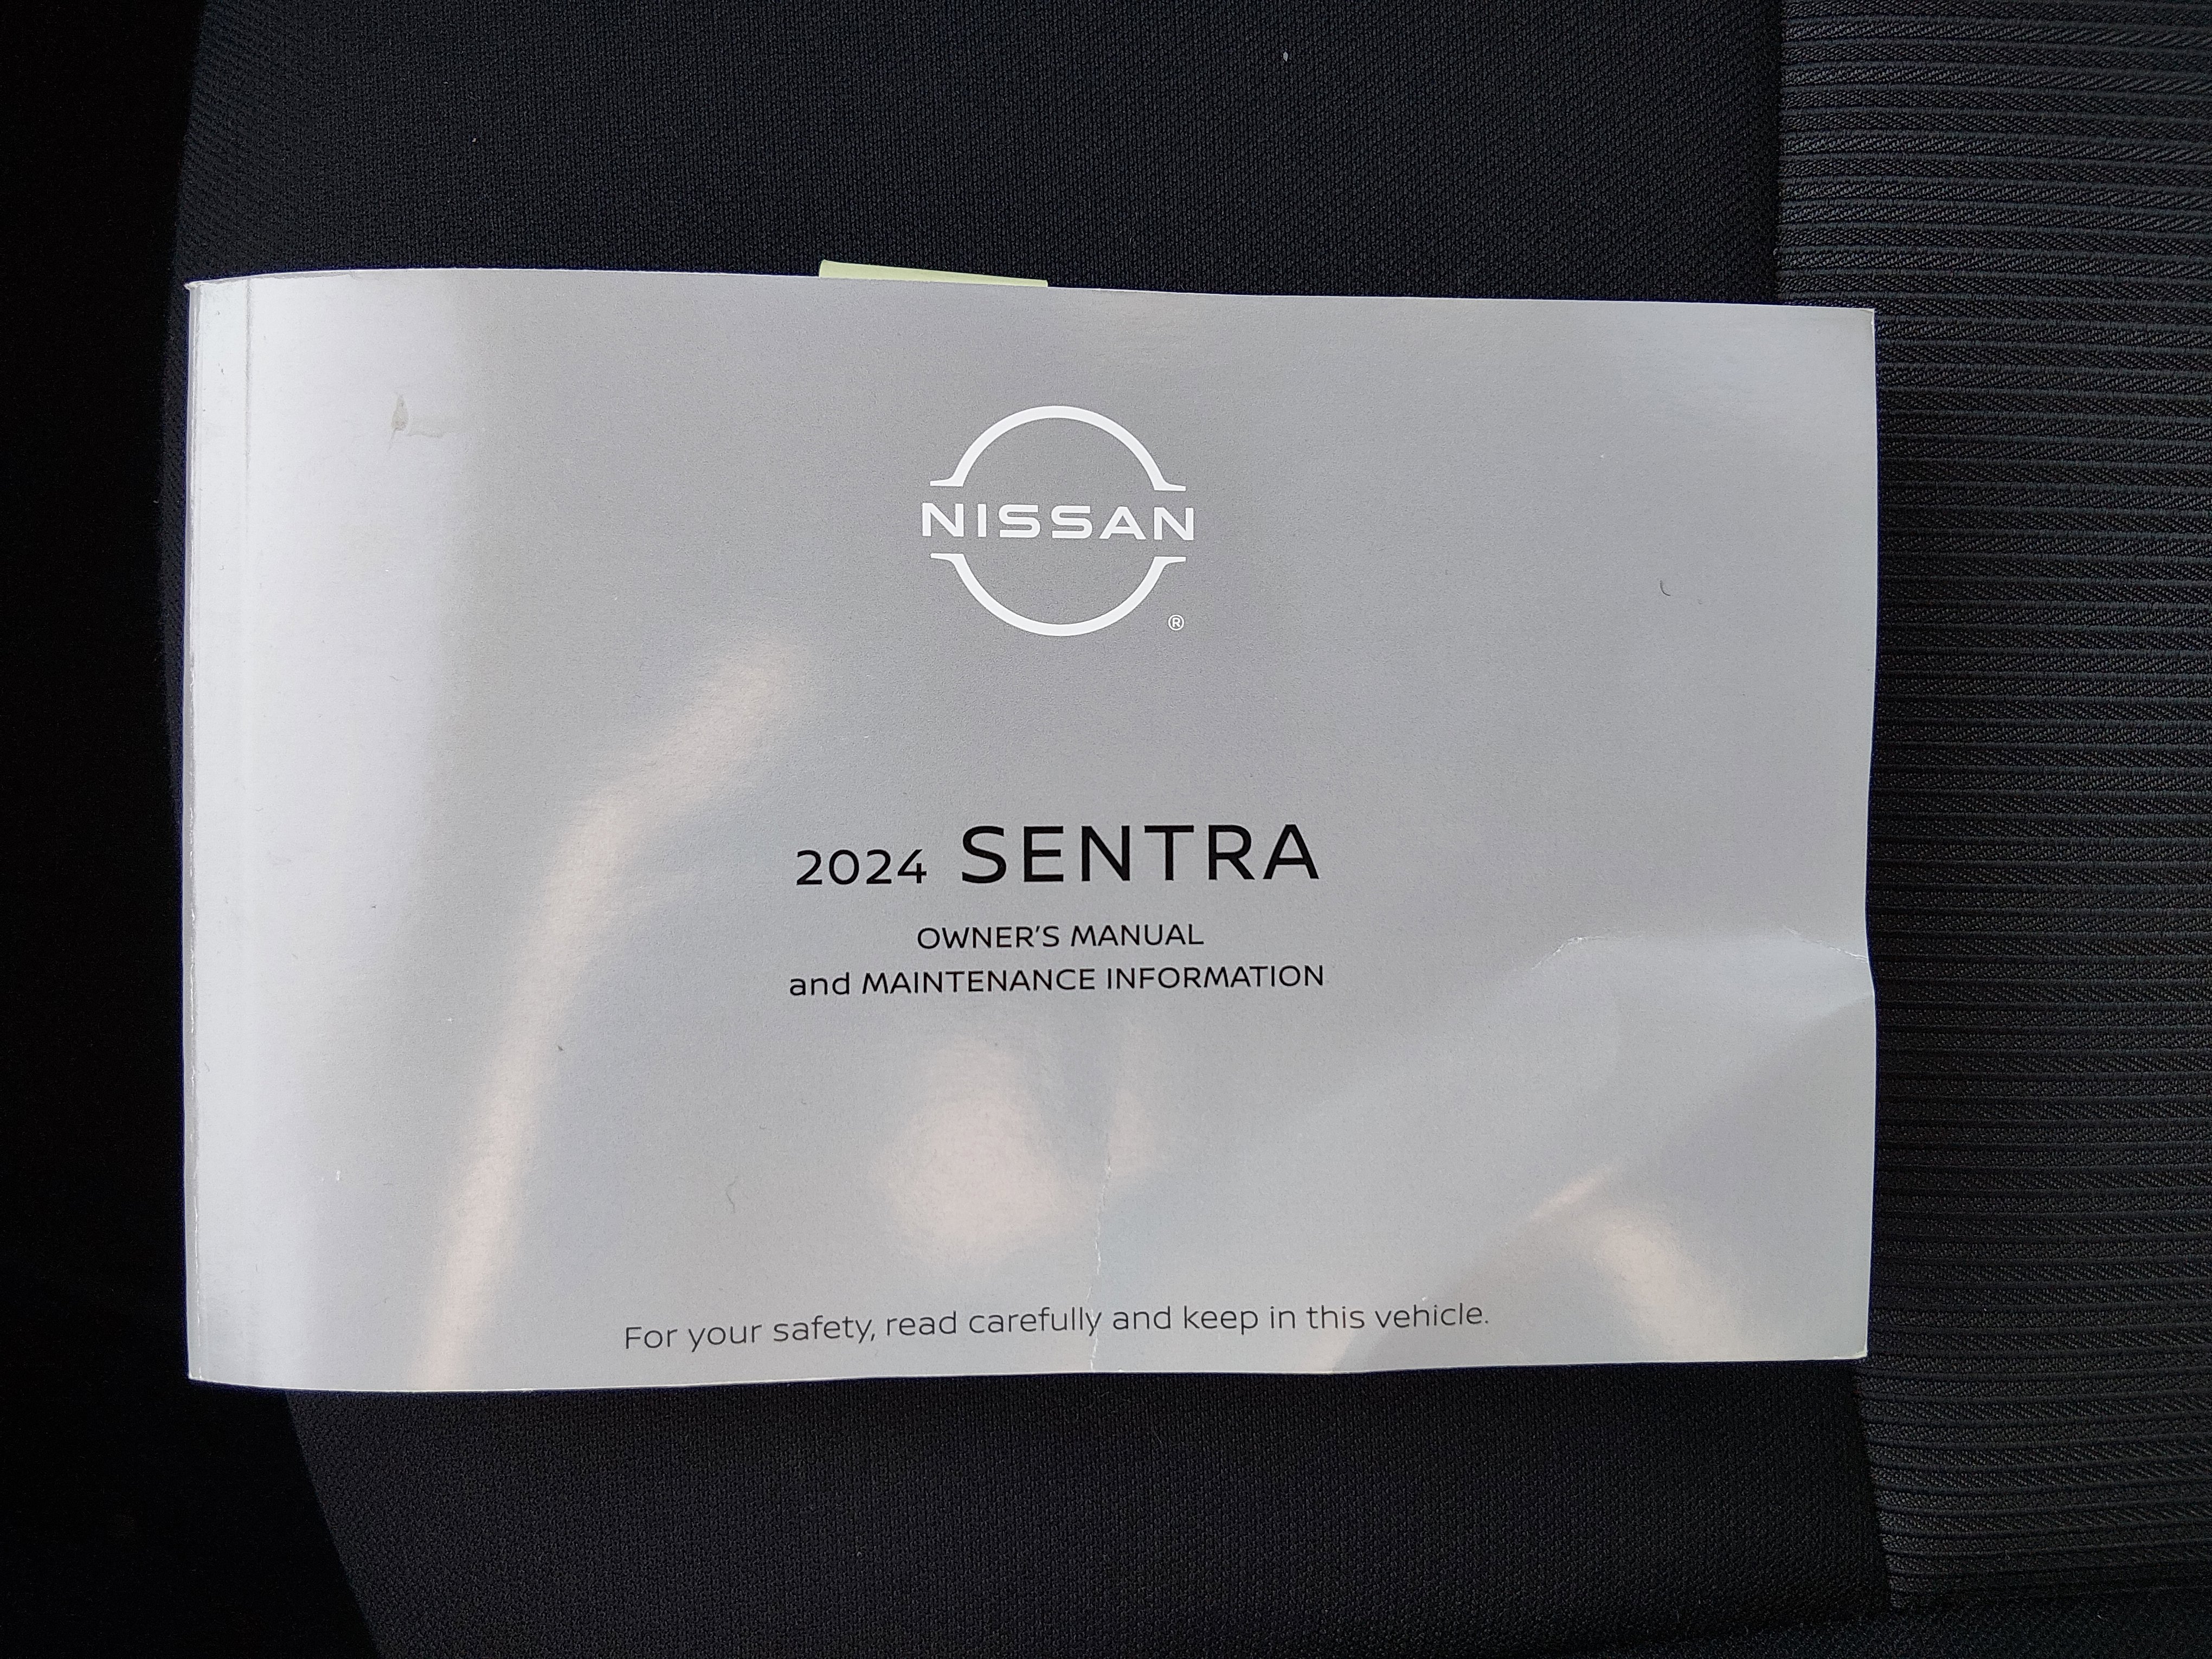 NISSAN
®
2024 SENTRA
OWNER'S MANUAL
and MAINTENANCE INFORMATION
For your safety, read carefully and keep in this vehicle.